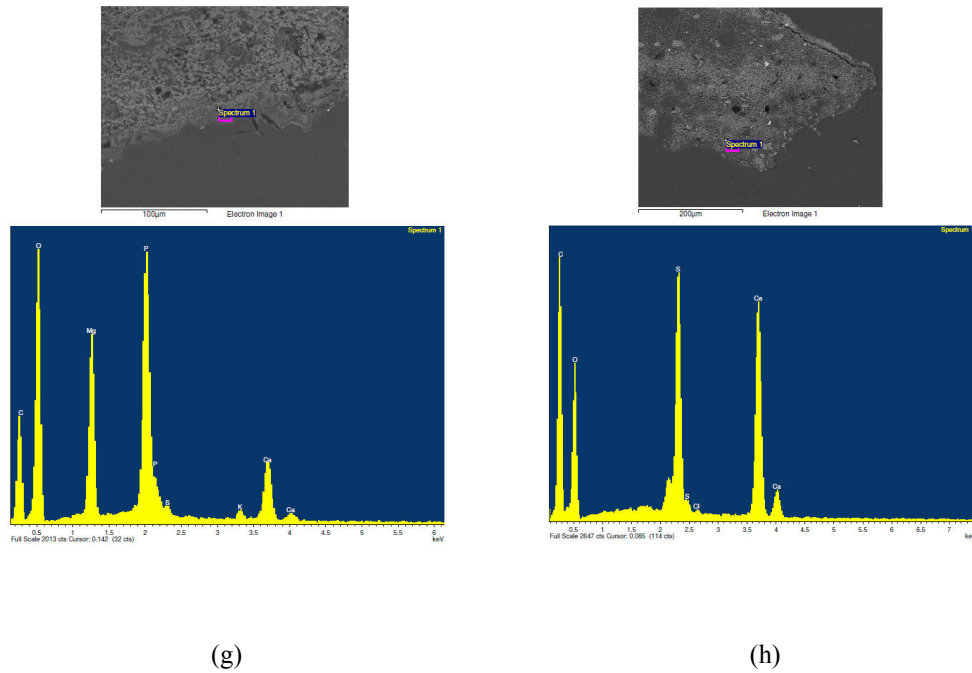 Spectrum 1
100µm
Electron Image 1
Spectrum 1
O
P
Mg
C
P
S
K
Ca
Ca
0.5 1 1.5 2 2.5 3 3.5 4 4.5 5 5.5 6
Full Scale 2013 cts Cursor: 0.142 (32 cts)
keV
(g)
Spectrum 1
200µm
Electron Image 1
Spectrum
C
S
Ca
O
S
Cl
Ca
0.5 1 1.5 2 2.5 3 3.5 4 4.5 5 5.5 6 6.5 7
Full Scale 2647 cts Cursor: 0.085 (114 cts)
ke
(h)